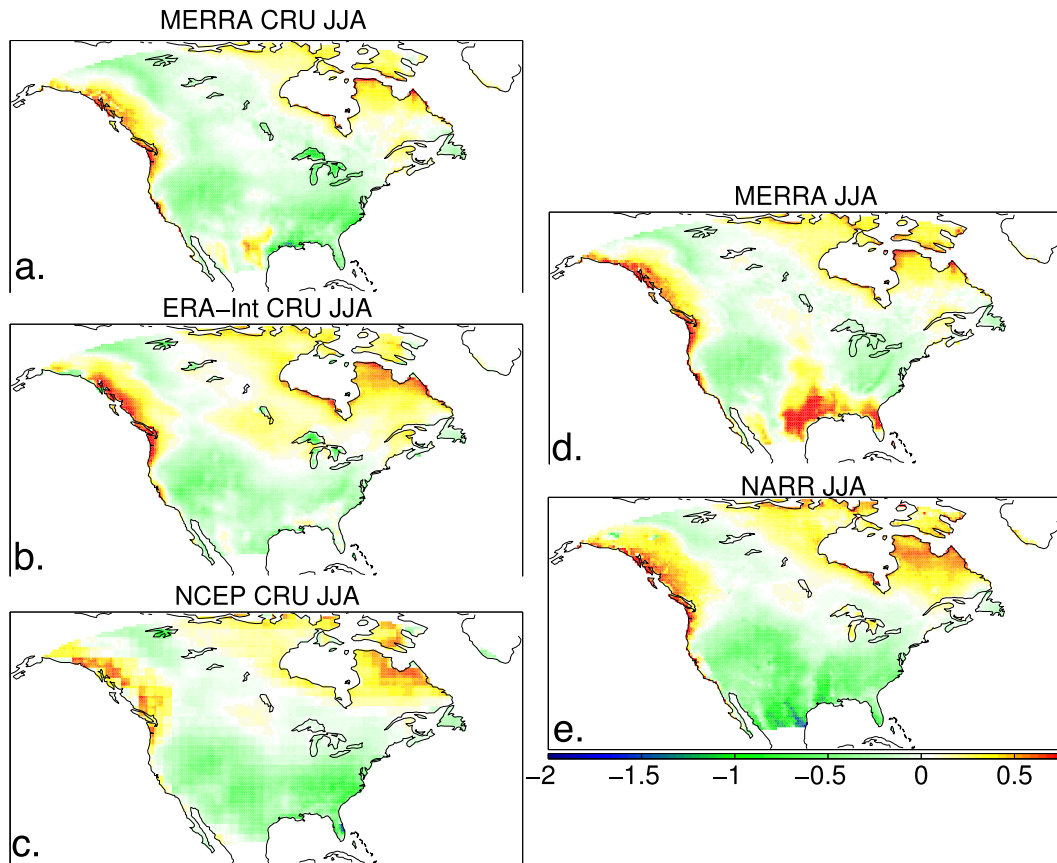 MERRA CRU JJA
a.
ERA−Int CRU JJA
b.
NCEP CRU JJA
c.
MERRA JJA
d.
NARR JJA
e.
−2 −1.5 −1 −0.5 0 0.5